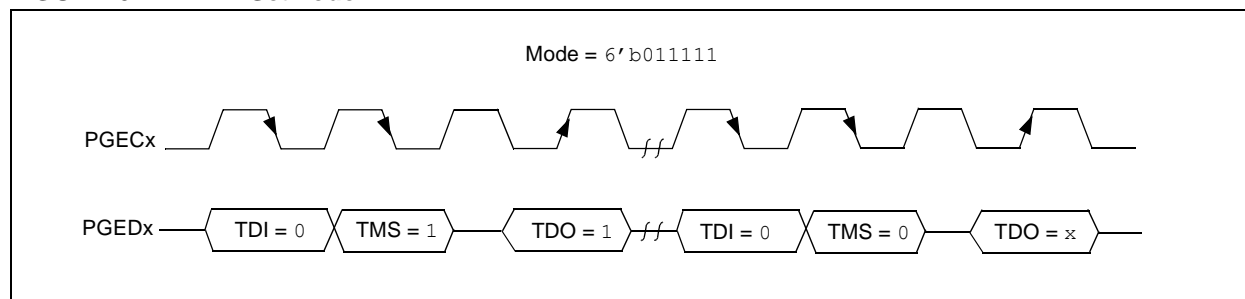 Mode = 6'b011111
PGECx
PGEDx
TDI = 0
TMS = 1
TDO = 1
TDI = 0
TMS = 0
TDO = x